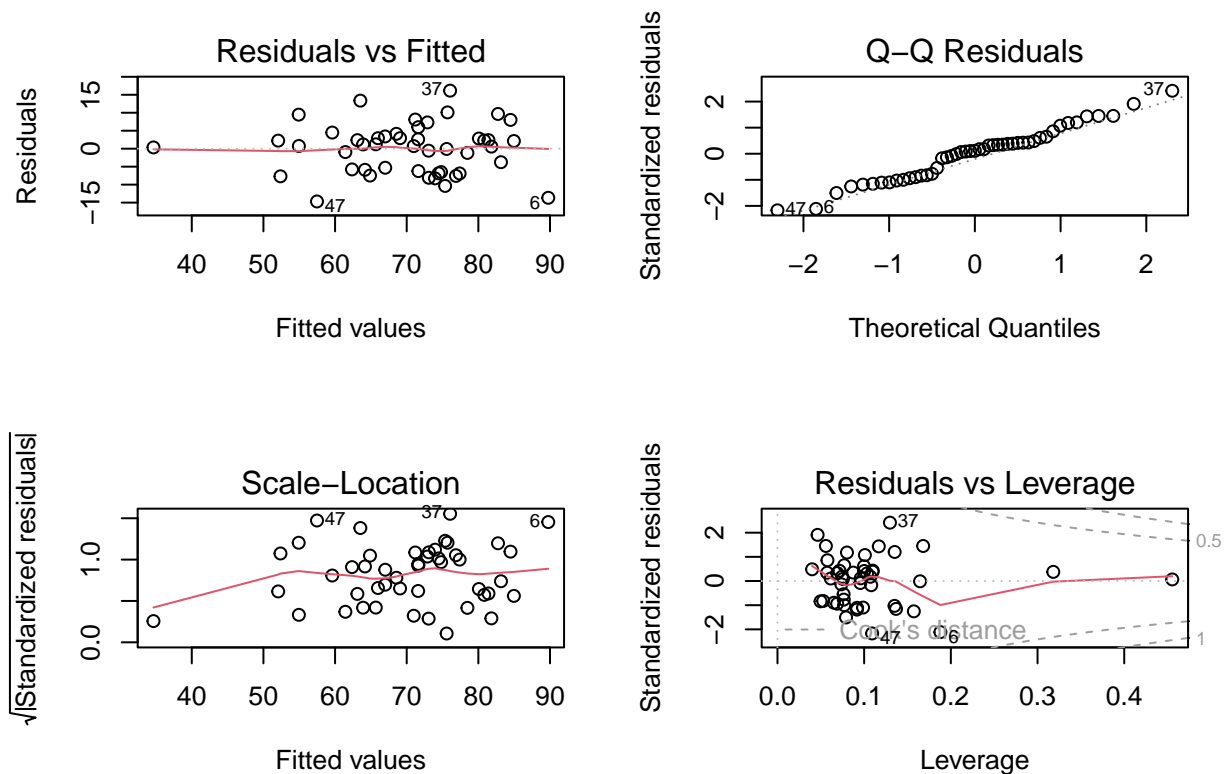 Residuals vs Fitted
Residuals
15
0
−15
37
47
6
40 50 60 70 80 90
Fitted values
Q−Q Residuals
Standardized residuals
2
0
−2
37
47
6
−2 −1 0 1 2
Theoretical Quantiles
Scale−Location
√|Standardized residuals|
1.0
0.0
47
37
6
40 50 60 70 80 90
Fitted values
Residuals vs Leverage
Standardized residuals
2
0
−2
37
0.5
Cook's distance
47
6
1
0.0 0.1 0.2 0.3 0.4
Leverage